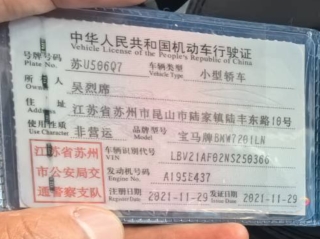 中华人民共和国机动车行驶证
Vehicle License of the People's Republic of China
号牌号码 苏U506Q7 车辆类型 小型轿车
Plate No. Vehicle Type
所有人 吴烈席
Owner
住址 江苏省苏州市昆山市陆家镇陆丰东路18号
Address
使用性质 非营运 品牌型号 宝马牌BMW7201LN
Use Character Model
江苏省苏州 车辆识别代号 LBV21AF02NS250366
VIN
市公安局交 发动机号码 A195E437
Engine No.
通警察支队 注册日期 2021-11-29 发证日期 2021-11-29
Register Date Issue Date